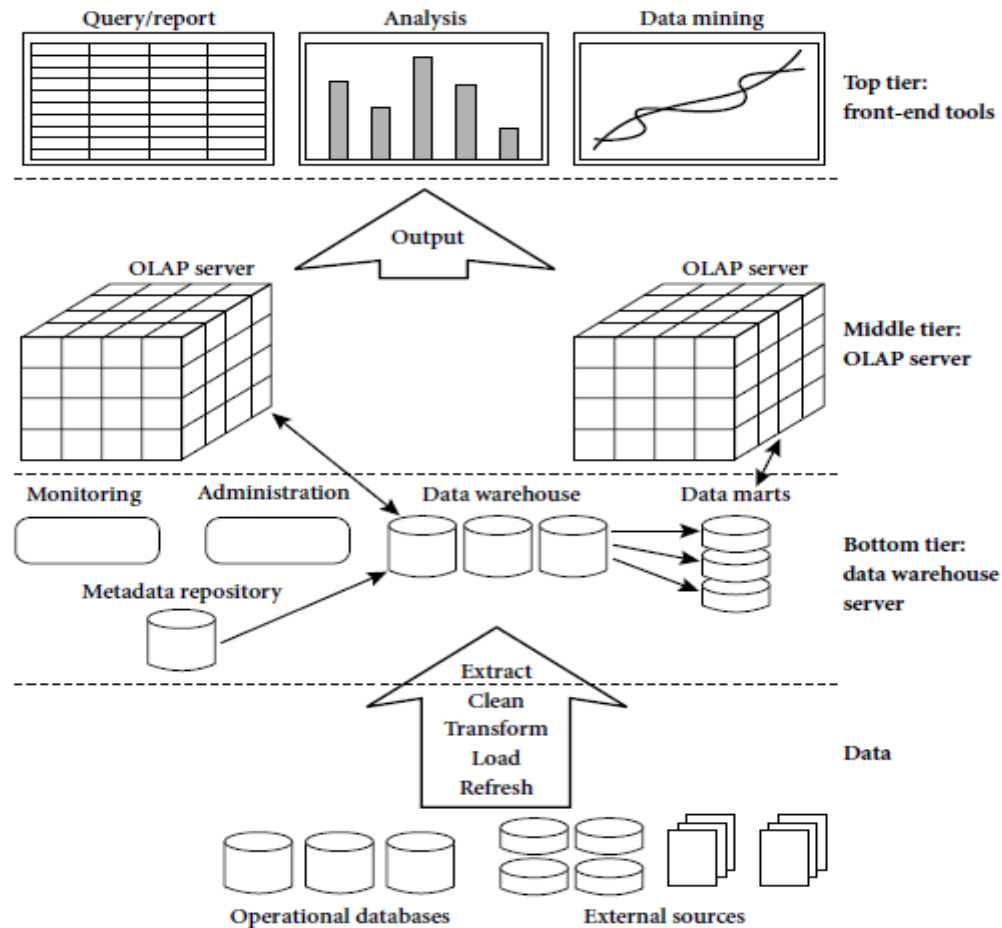 Query/report
Analysis
Data mining
Top tier:
front-end tools
Output
OLAP server
OLAP server
Middle tier:
OLAP server
Monitoring
Administration
Data warehouse
Data marts
Bottom tier:
data warehouse
server
Metadata repository
Extract
Clean
Transform
Load
Refresh
Data
Operational databases
External sources